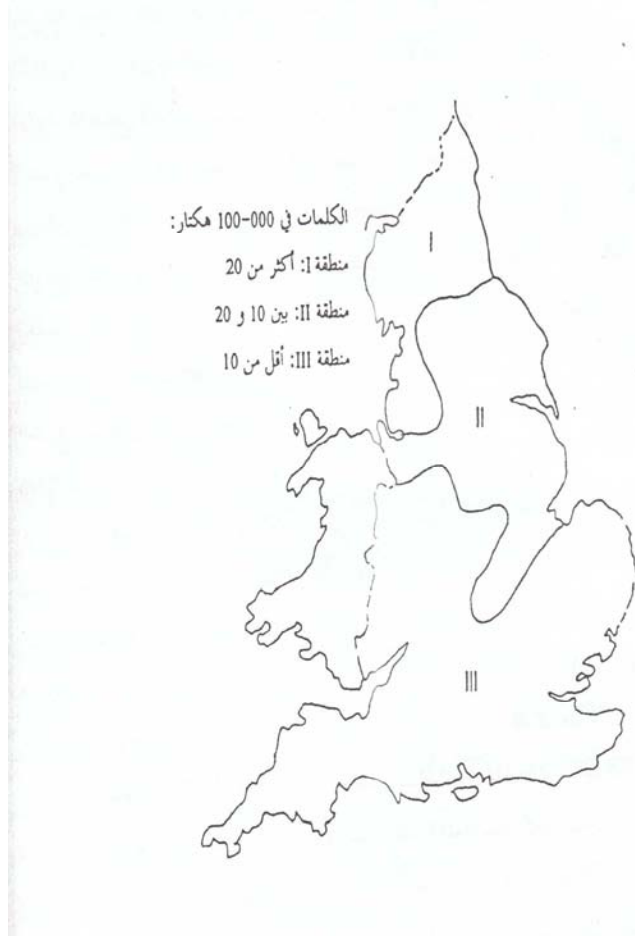 الكلمات في 000-100 هكتار:
منطقة I: أكثر من 20
منطقة II: بين 10 و 20
منطقة III: أقل من 10
I
II
III